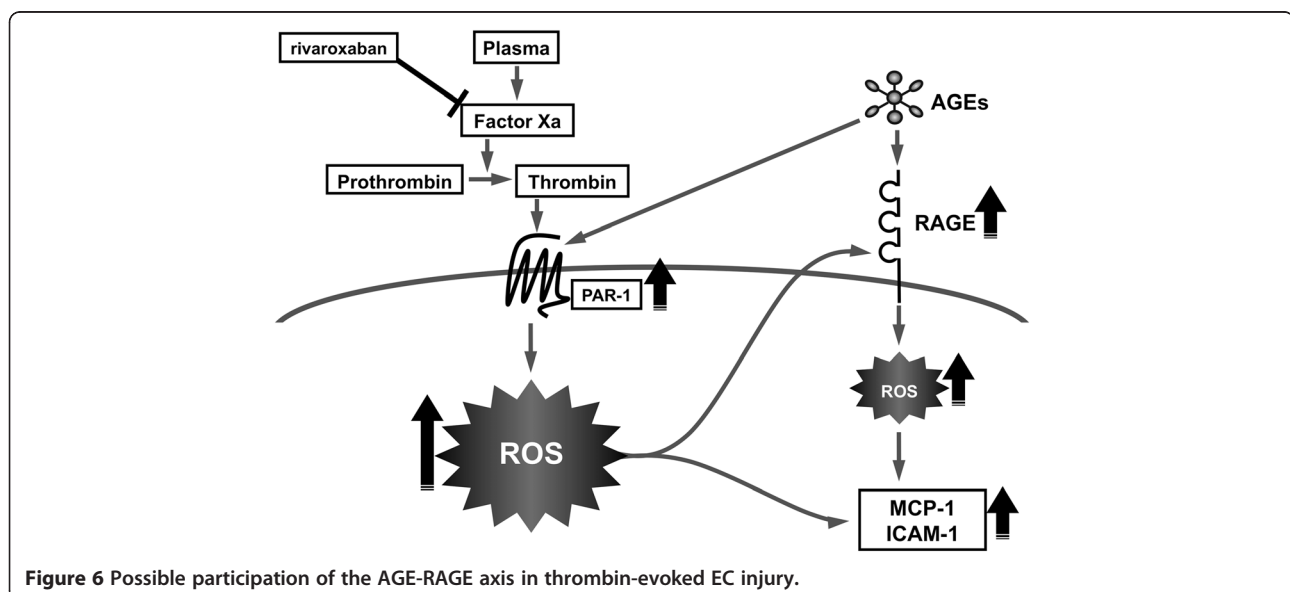 rivaroxaban
Plasma
AGEs
Factor Xa
Prothrombin
Thrombin
RAGE
PAR-1
ROS
ROS
MCP-1
ICAM-1
Figure 6 Possible participation of the AGE-RAGE axis in thrombin-evoked EC injury.